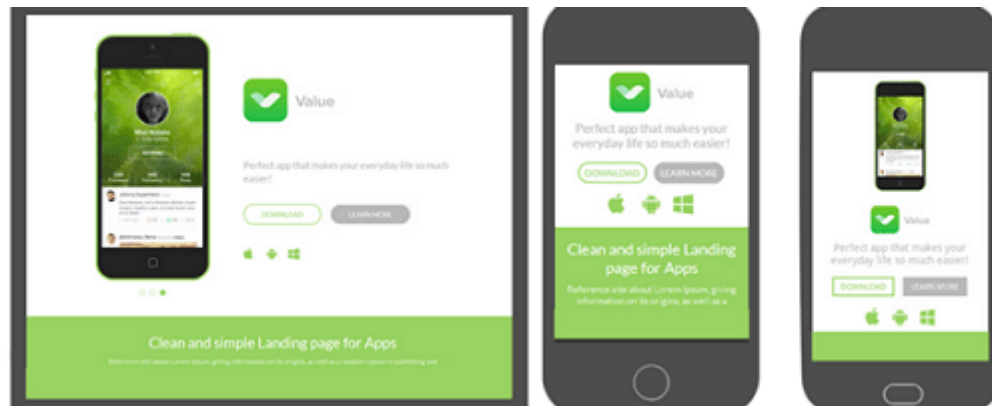 Value
Perfect app that makes your everyday life so much
easier!
DOWNLOAD
LEARN MORE
Clean and simple Landing page for Apps
Value
Perfect app that makes your
everyday life so much
easier!
DOWNLOAD
LEARN MORE
Clean and simple Landing
page for Apps
Reference site about Lorem Ipsum, giving
information on its origins, as well as a
Value
Perfect app that makes your
everyday life so much easier!
DOWNLOAD
LEARN MORE